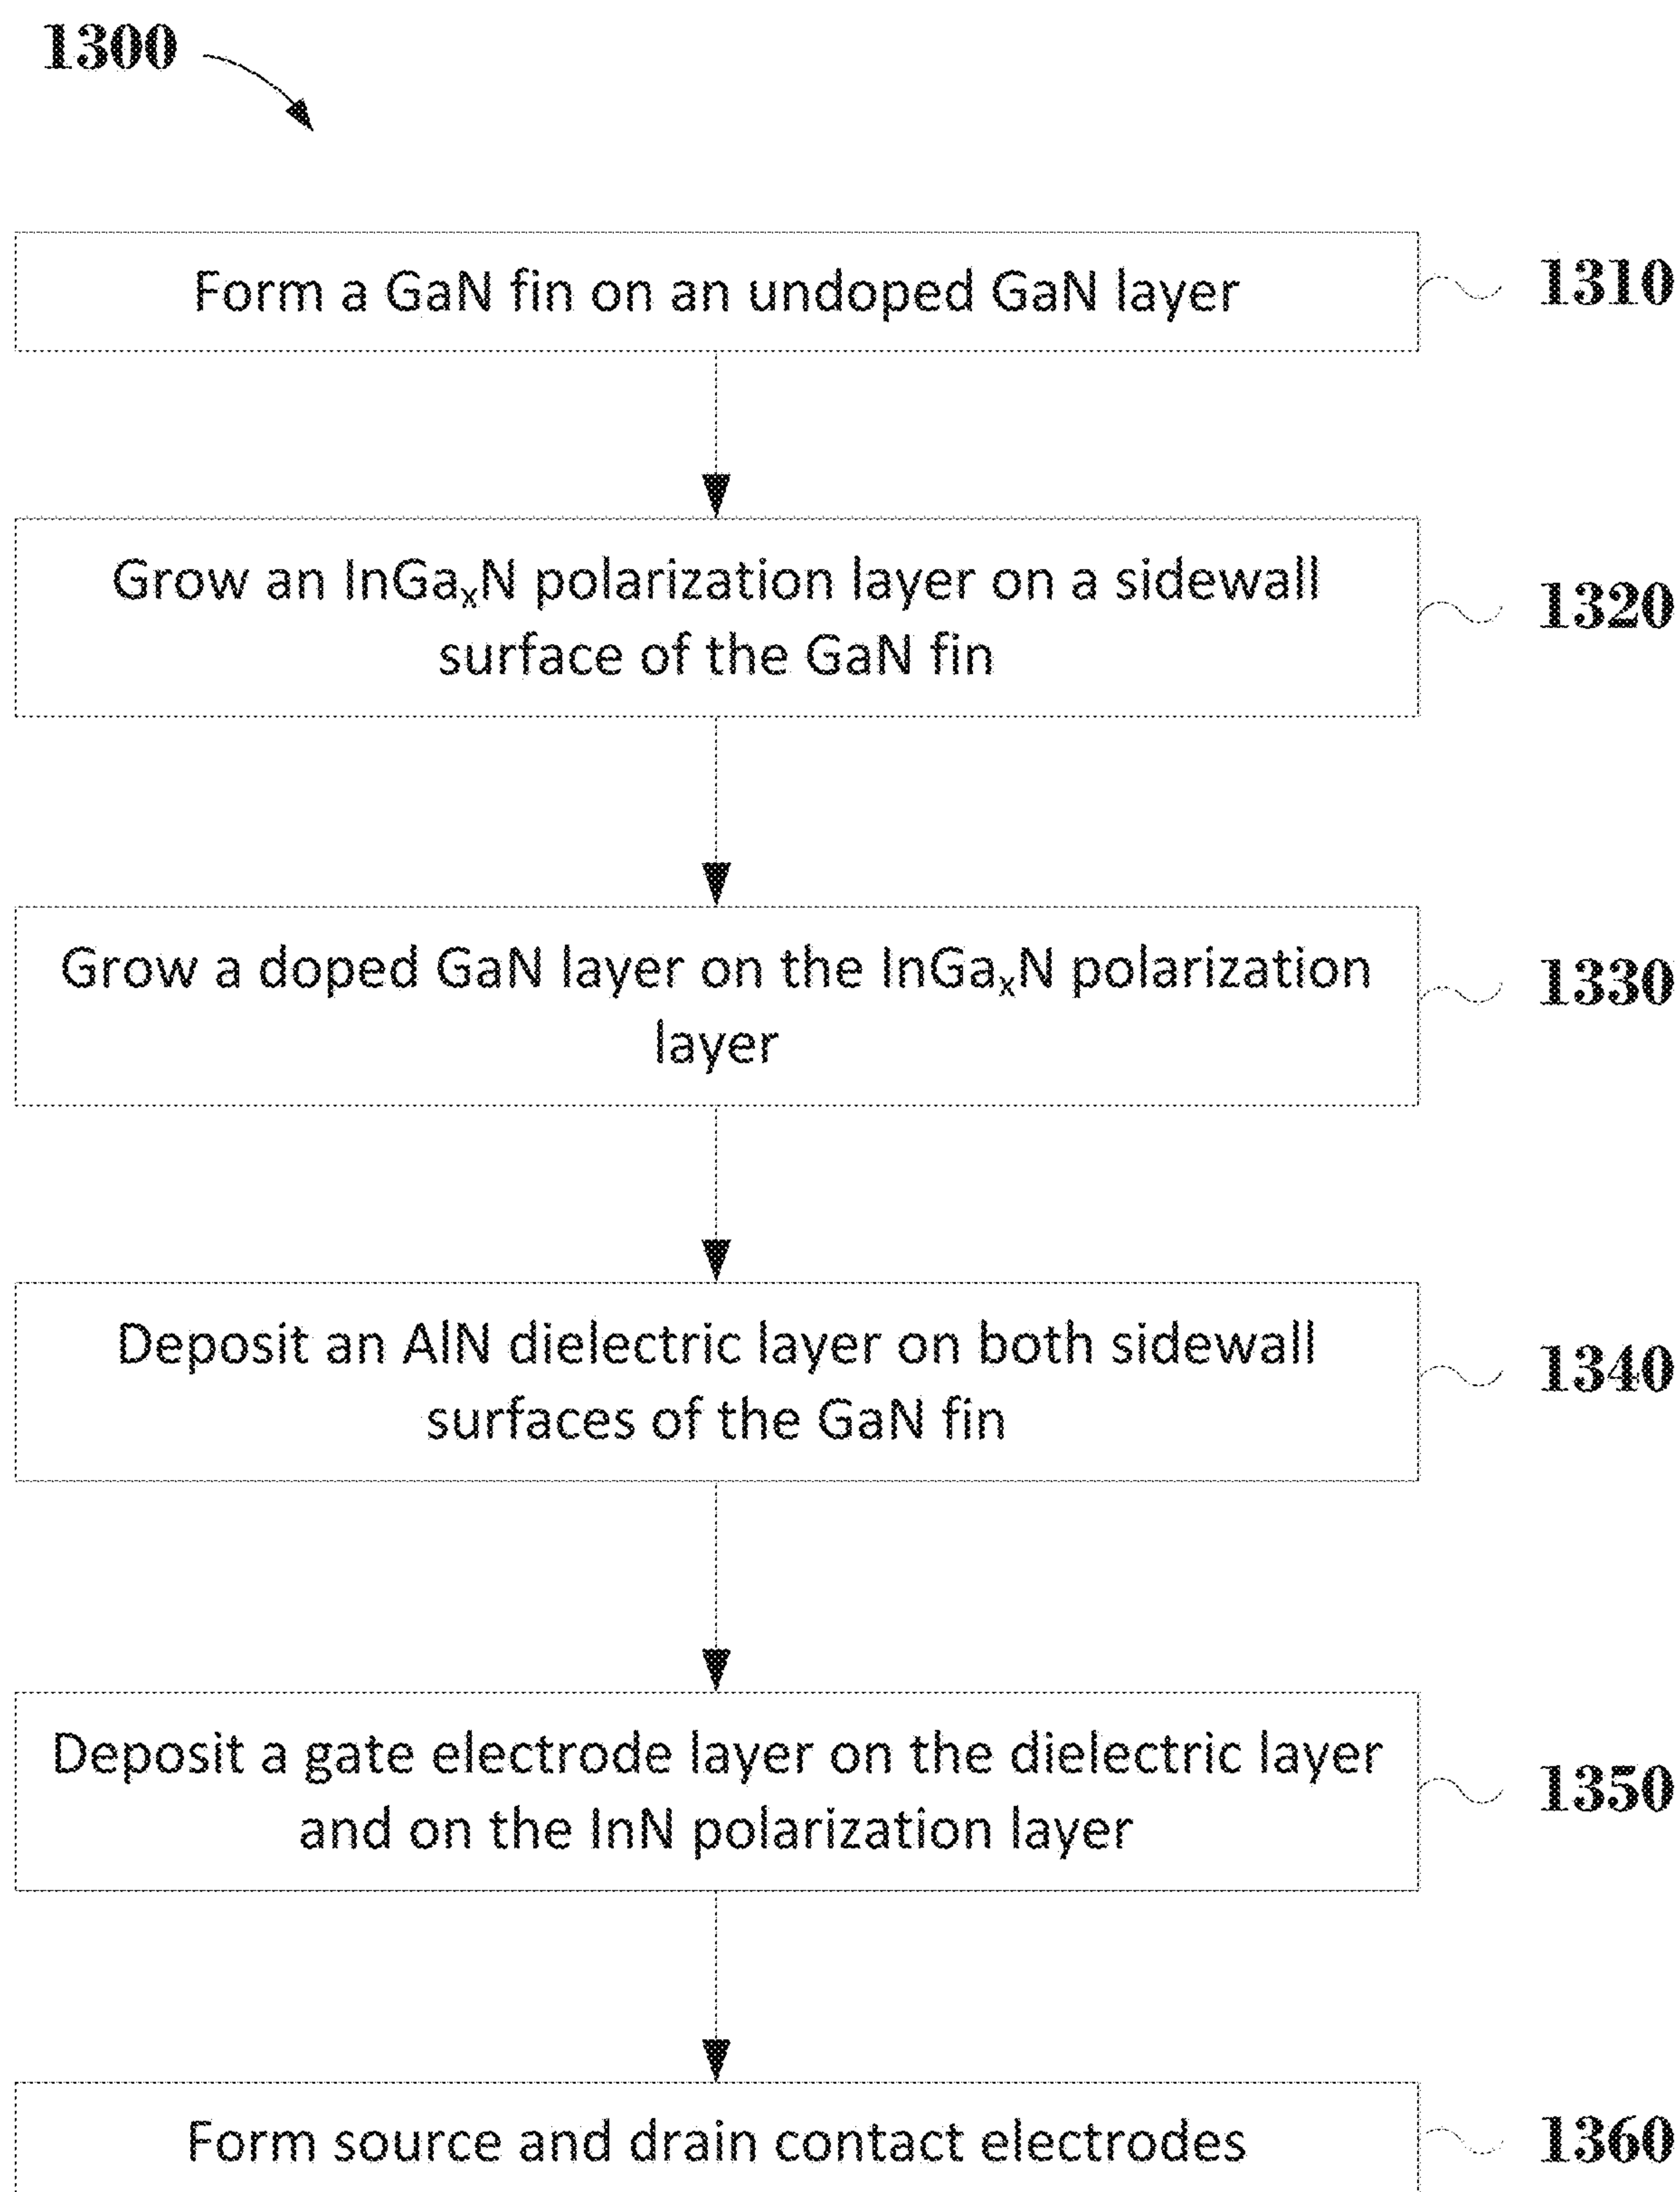 1300
Form a GaN fin on an undoped GaN layer
1310
Grow an InGaₓN polarization layer on a sidewall
surface of the GaN fin
1320
Grow a doped GaN layer on the InGaₓN polarization
layer
1330
Deposit an AlN dielectric layer on both sidewall
surfaces of the GaN fin
1340
Deposit a gate electrode layer on the dielectric layer
and on the InN polarization layer
1350
Form source and drain contact electrodes
1360